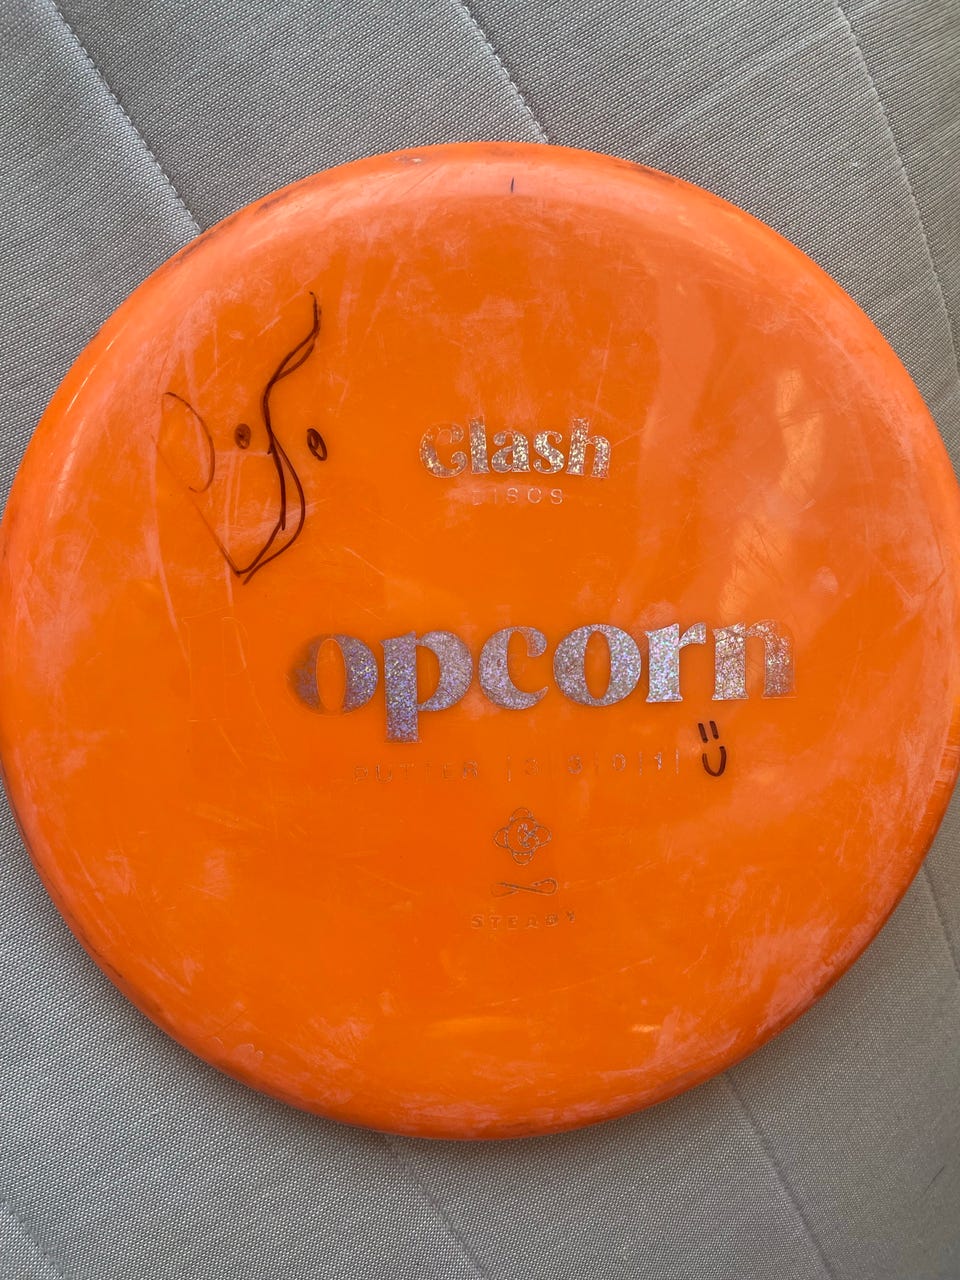 Clash
DISCS
opcorn
PUTTER |3|3|0|1|
STEADY